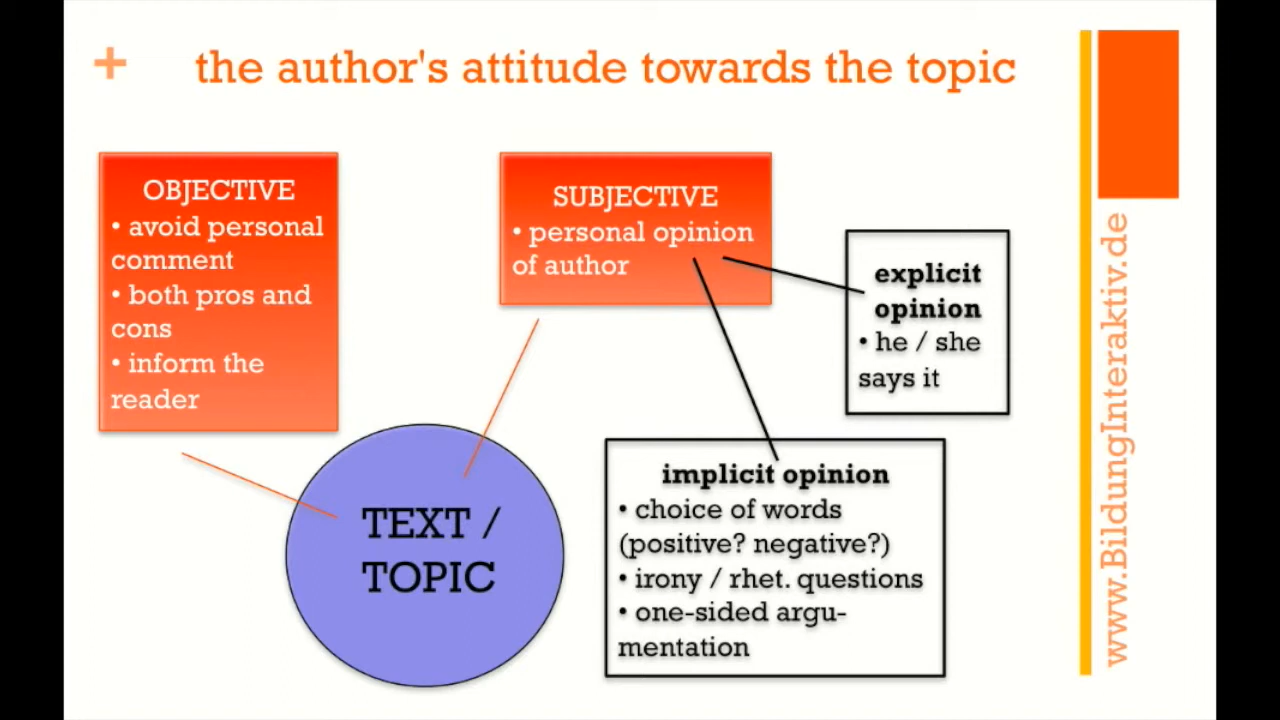 + the author's attitude towards the topic
OBJECTIVE
• avoid personal
comment
• both pros and
cons
• inform the
reader
SUBJECTIVE
• personal opinion
of author
explicit
opinion
• he / she
says it
implicit opinion
• choice of words
(positive? negative?)
• irony / rhet. questions
• one-sided argu-
mentation
TEXT /
TOPIC
www.BildungInteraktiv.de